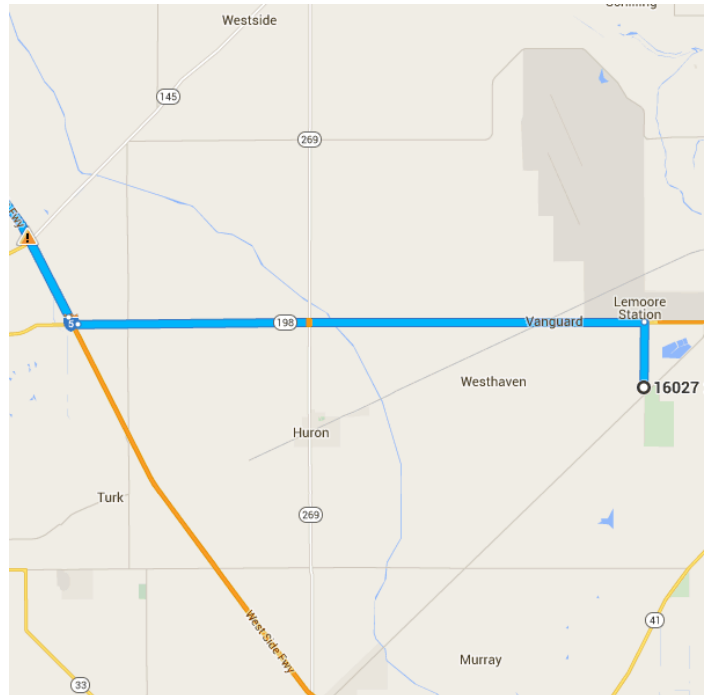 Westside
145
269
Fwy
5
198
Vanguard
Lemoore
Station
Westhaven
16027
Huron
Turk
269
West Side Fwy
41
Murray
33